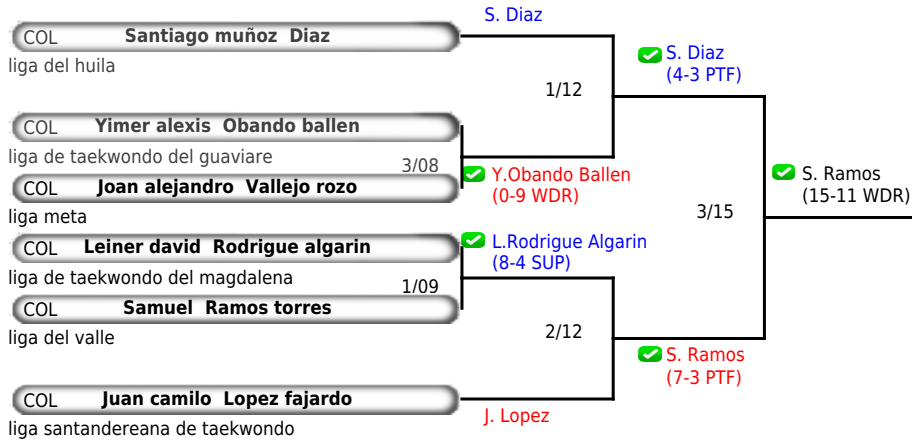 S. Diaz
COL Santiago muñoz Diaz
liga del huila
S. Diaz
(4-3 PTF)
1/12
COL Yimer alexis Obando ballen
liga de taekwondo del guaviare
3/08
Y.Obando Ballen
(0-9 WDR)
COL Joan alejandro Vallejo rozo
liga meta
S. Ramos
(15-11 WDR)
3/15
COL Leiner david Rodrigue algarin
liga de taekwondo del magdalena
L.Rodrigue Algarin
(8-4 SUP)
1/09
COL Samuel Ramos torres
liga del valle
2/12
S. Ramos
(7-3 PTF)
COL Juan camilo Lopez fajardo
liga santandereana de taekwondo
J. Lopez